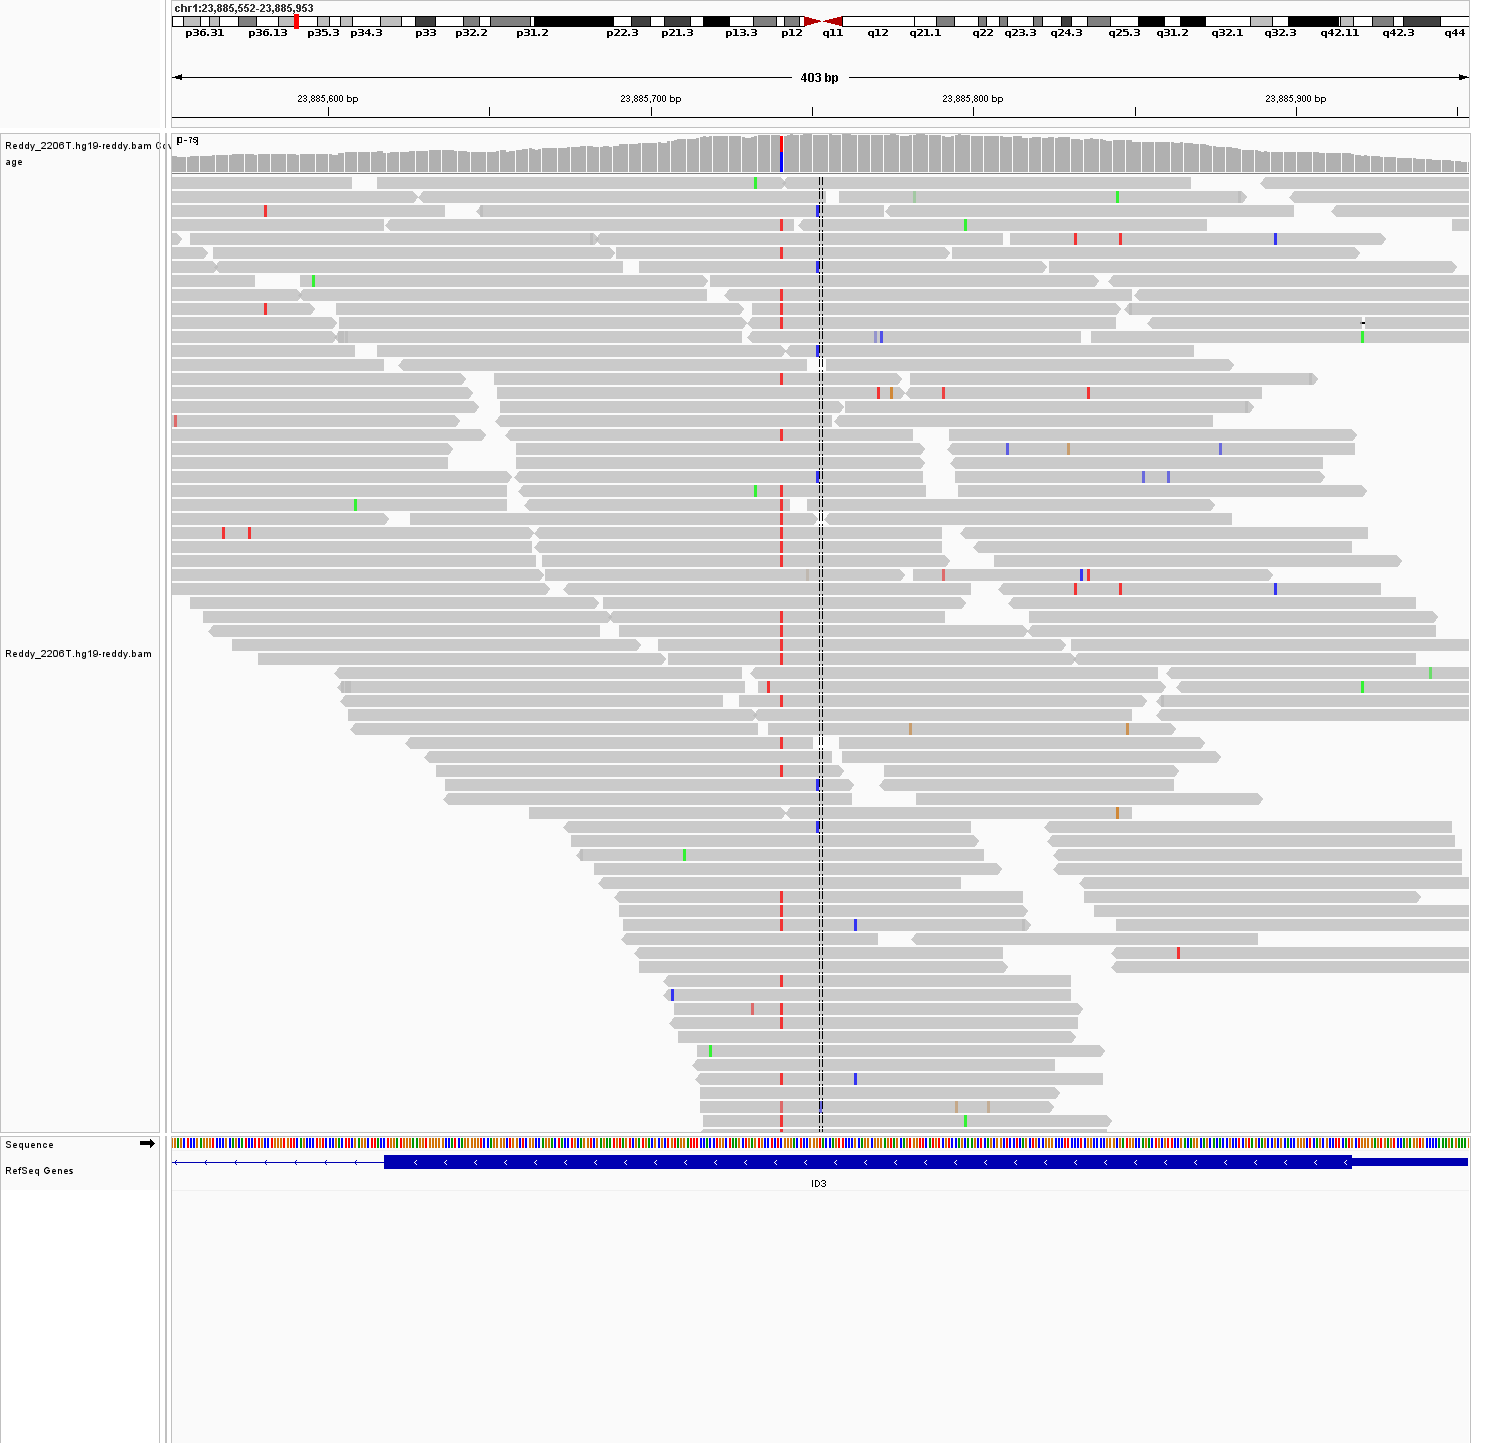 chr1:23,885,552-23,885,953
p36.31 p36.13 p35.3 p34.3 p33 p32.2 p31.2 p22.3 p21.3 p13.3 p12 q11 q12 q21.1 q22 q23.3 q24.3 q25.3 q31.2 q32.1 q32.3 q42.11 q42.3 q44
403 bp
23,885,600 bp 23,885,700 bp 23,885,800 bp 23,885,900 bp
Reddy_2206T.hg19-reddy.bam Cov
age
[0-79]
Reddy_2206T.hg19-reddy.bam
Sequence
RefSeq Genes
ID3